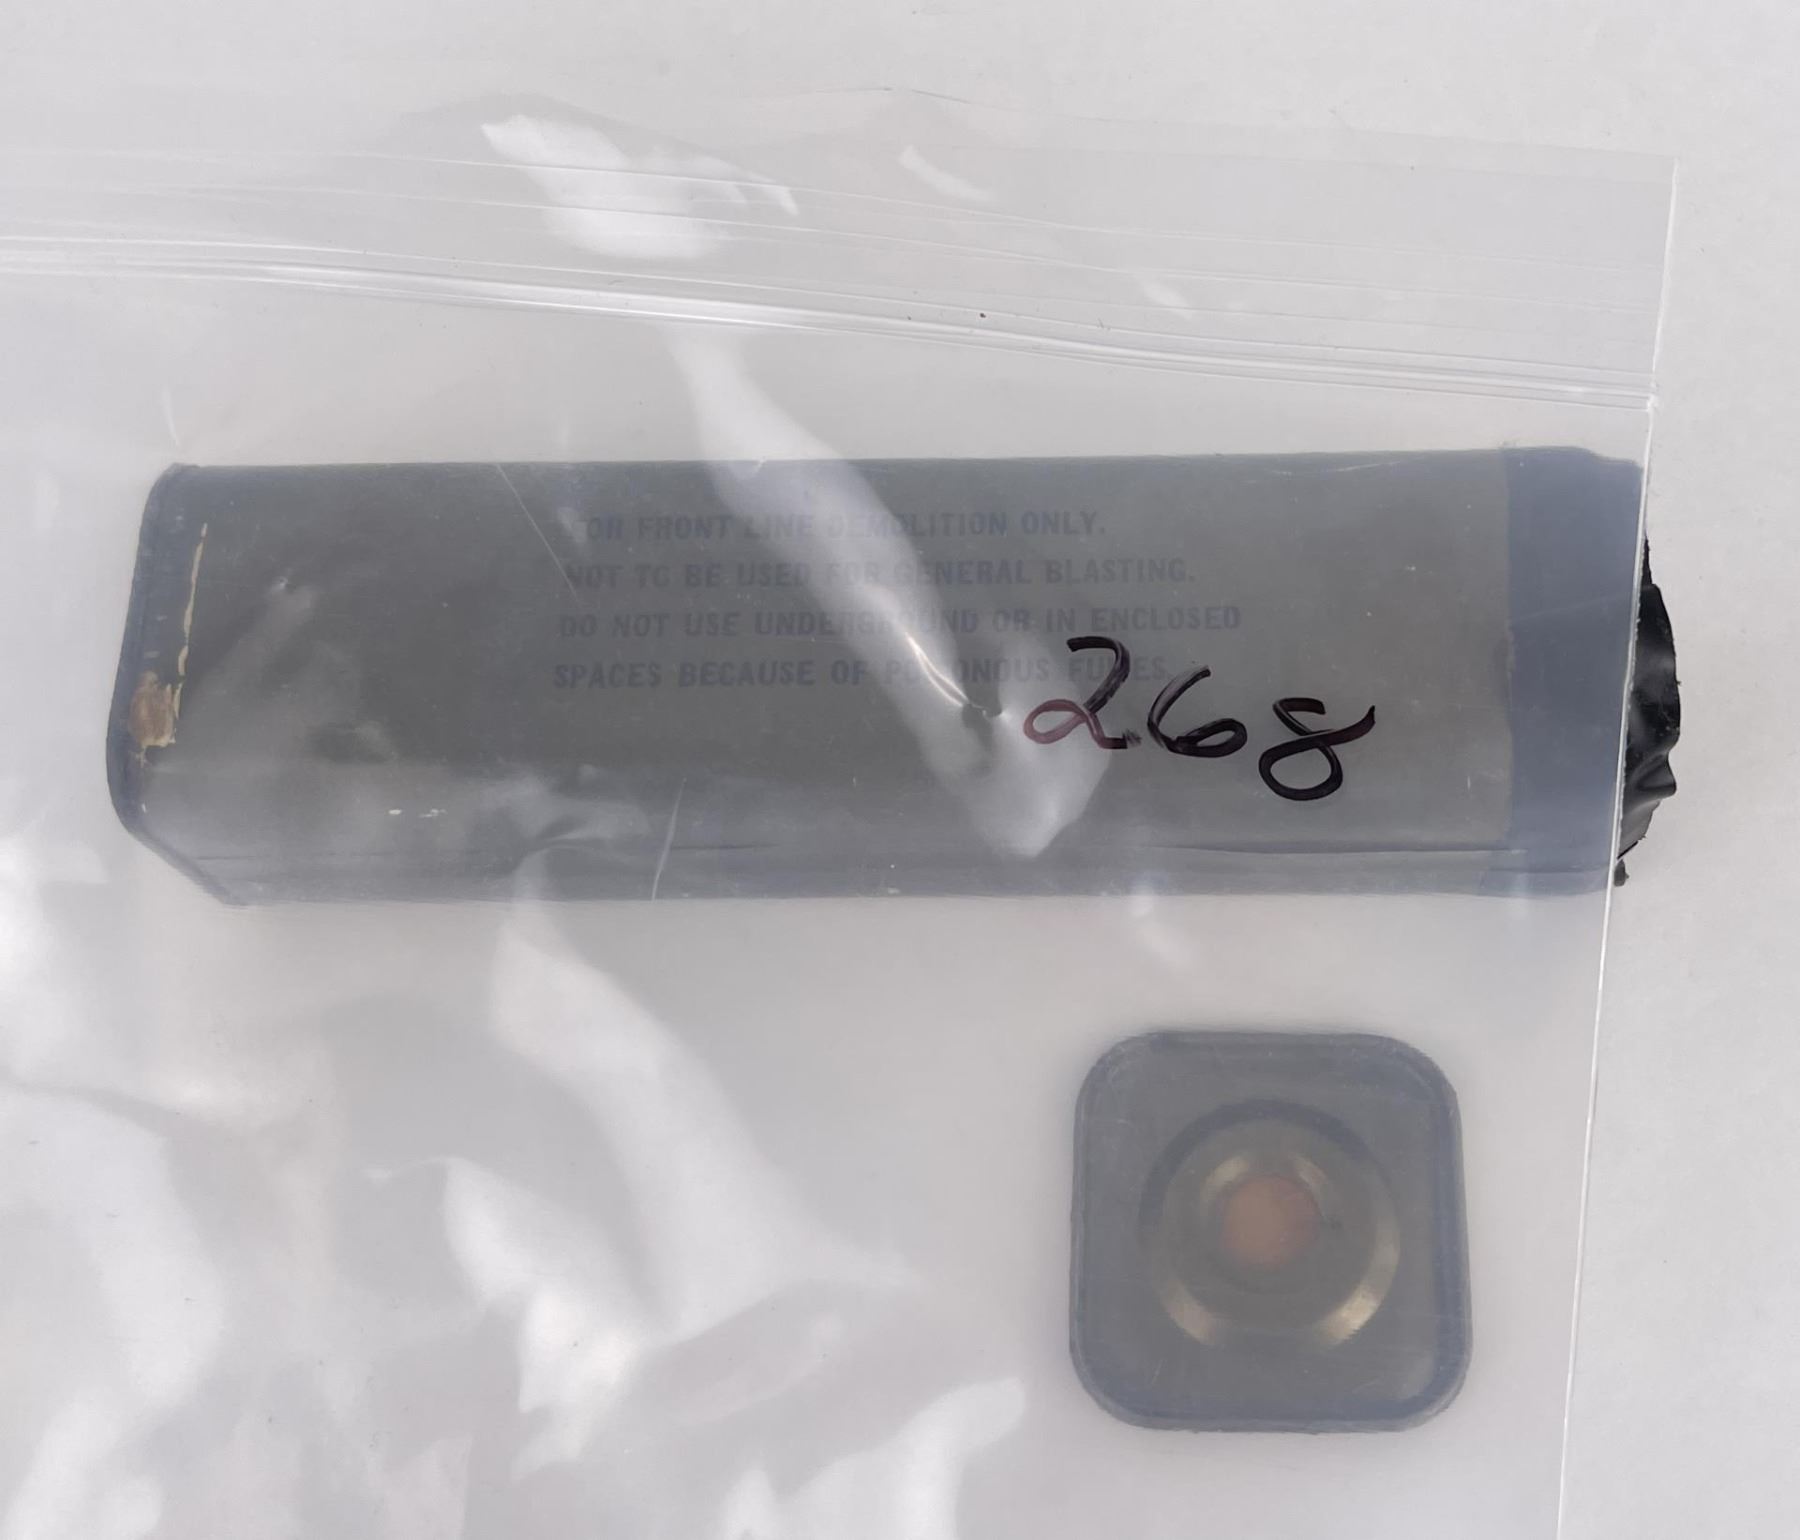 FOR FRONT LINE DEMOLITION ONLY.
NOT TO BE USED FOR GENERAL BLASTING.
DO NOT USE UNDERGROUND OR IN ENCLOSED
SPACES BECAUSE OF POISONOUS FUMES.
268